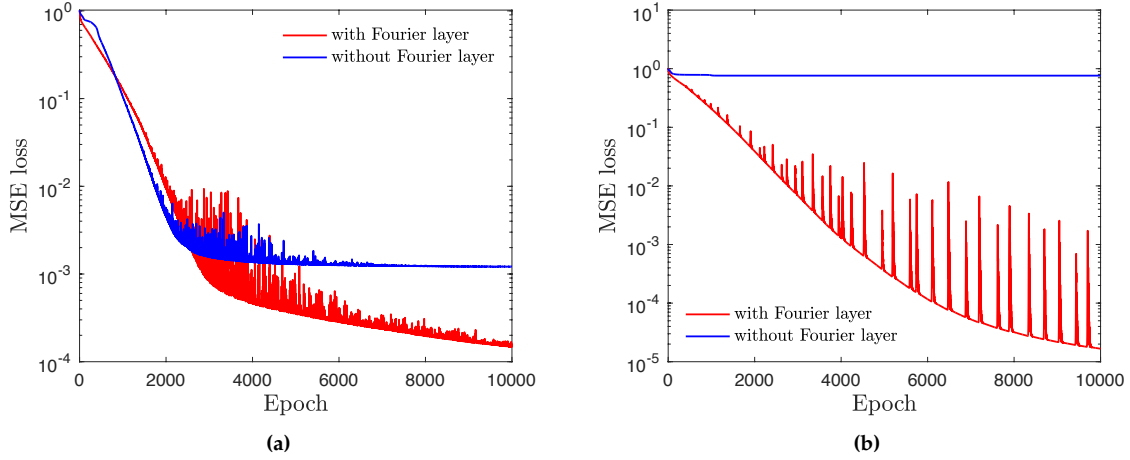 10^0
10^-1
10^-2
10^-3
10^-4
MSE loss
with Fourier layer
without Fourier layer
0 2000 4000 6000 8000 10000
Epoch
(a)
10^1
10^0
10^-1
10^-2
10^-3
10^-4
10^-5
MSE loss
with Fourier layer
without Fourier layer
0 2000 4000 6000 8000 10000
Epoch
(b)